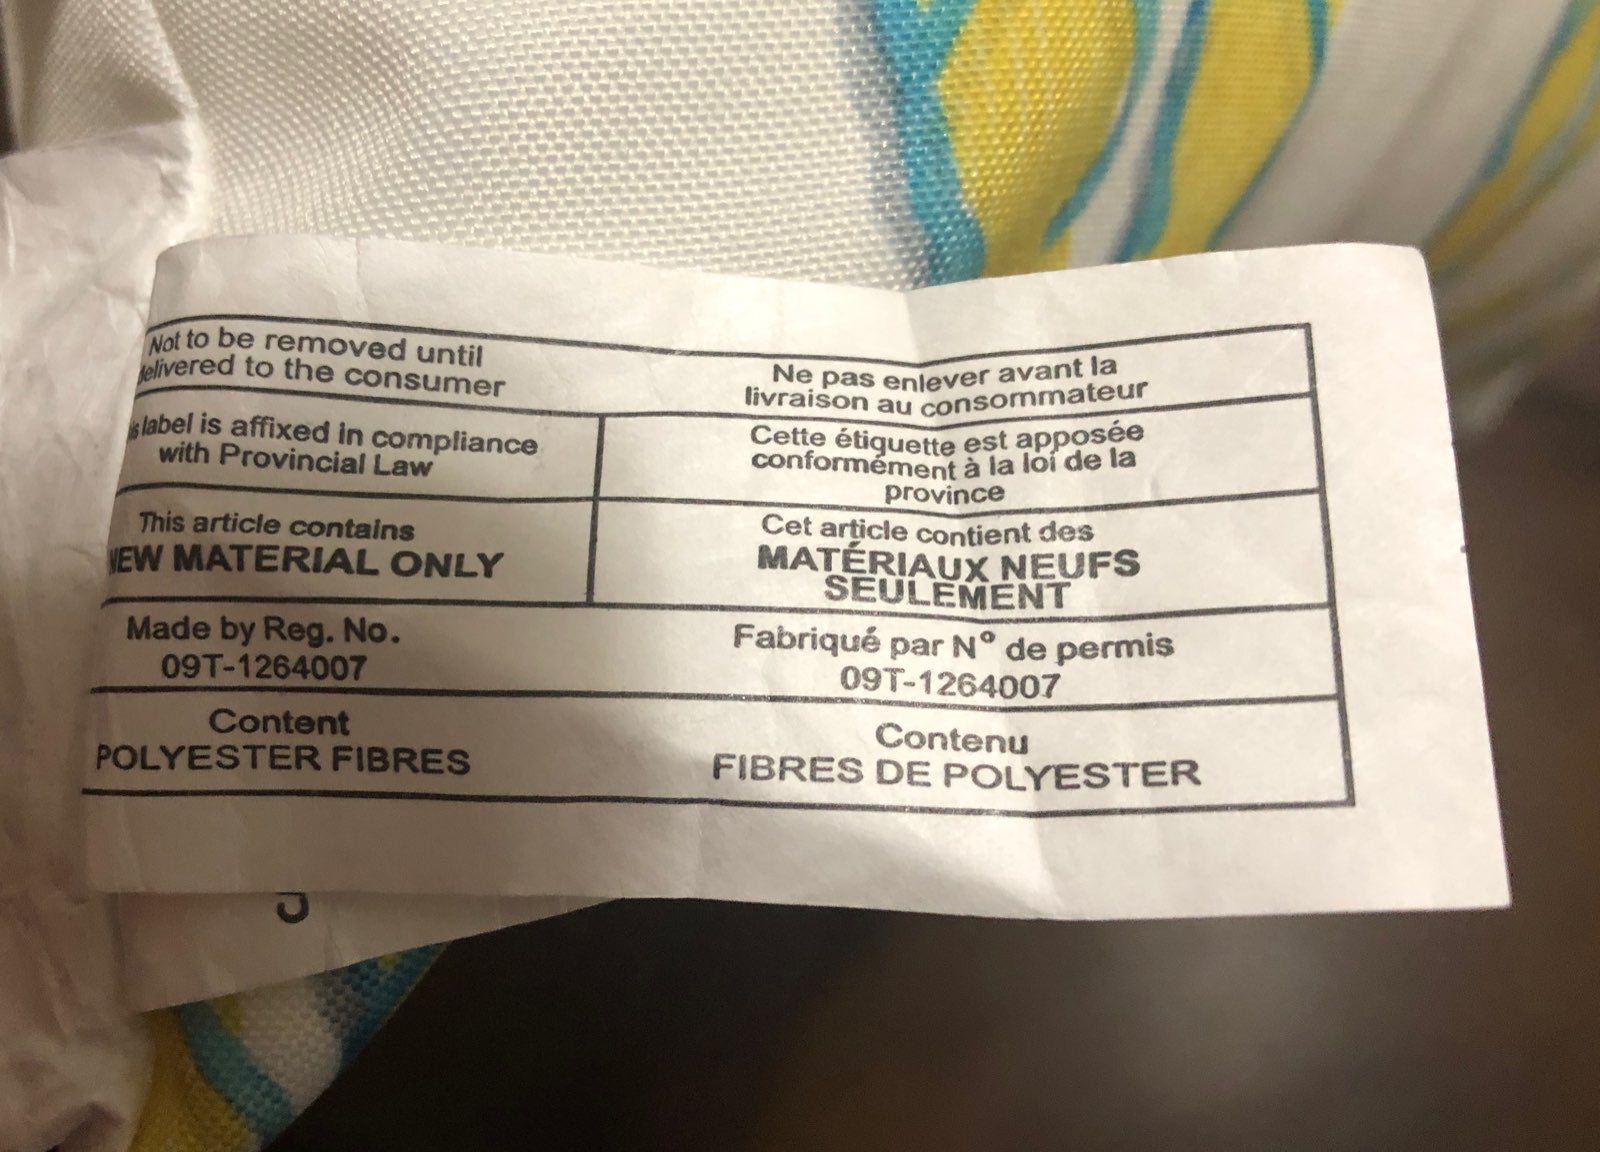 Not to be removed until
delivered to the consumer
Ne pas enlever avant la
livraison au consommateur
label is affixed in compliance
with Provincial Law
Cette étiquette est apposée
conformément à la loi de la
province
This article contains
NEW MATERIAL ONLY
Cet article contient des
MATÉRIAUX NEUFS
SEULEMENT
Made by Reg. No.
09T-1264007
Fabriqué par Nº de permis
09T-1264007
Content
POLYESTER FIBRES
Contenu
FIBRES DE POLYESTER